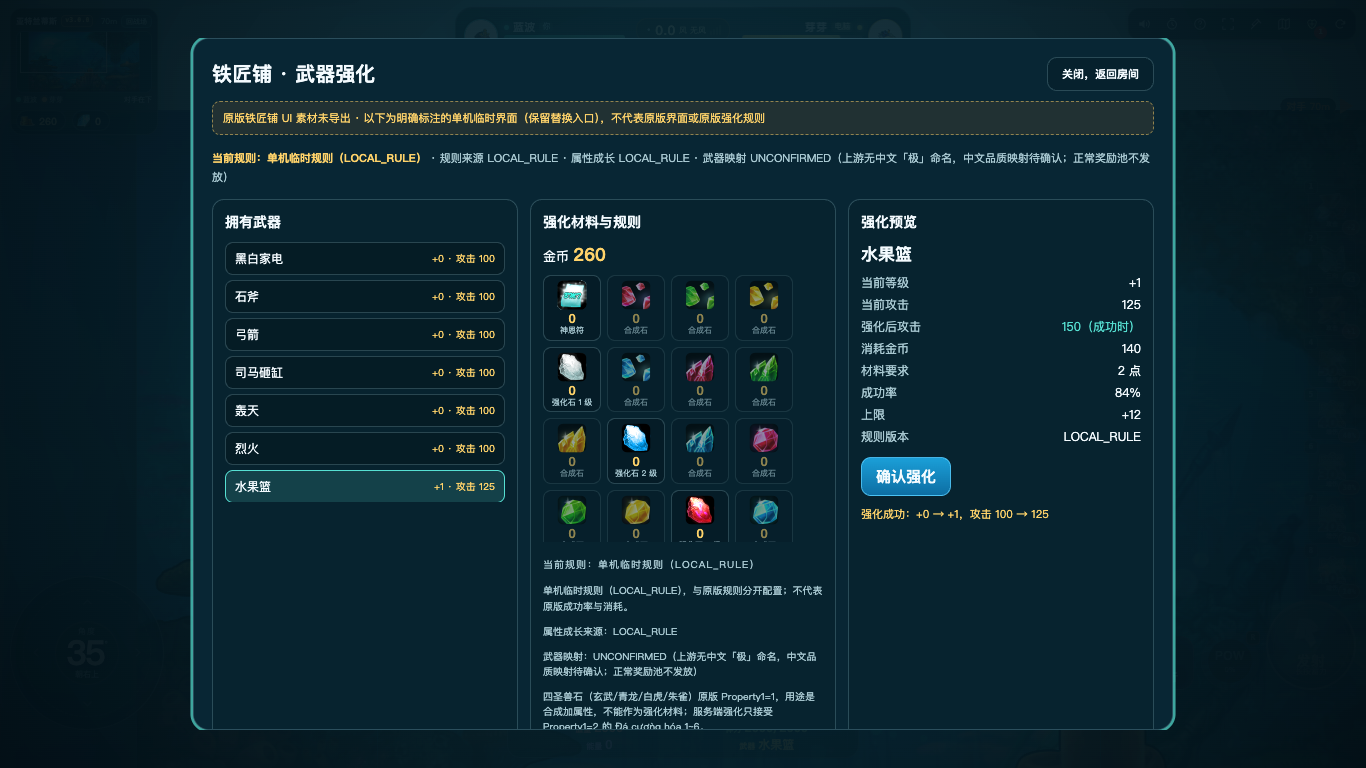 铁匠铺 · 武器强化
关闭，返回房间
原版铁匠铺 UI 素材未导出 · 以下为明确标注的单机临时界面（保留替换入口），不代表原版界面或原版强化规则
当前规则：单机临时规则（LOCAL_RULE） · 规则来源 LOCAL_RULE · 属性成长 LOCAL_RULE · 武器映射 UNCONFIRMED（上游无中文「极」命名，中文品质映射待确认；正常奖励池不发
放）
拥有武器
黑白家电 +0 · 攻击 100
石斧 +0 · 攻击 100
弓箭 +0 · 攻击 100
司马砸缸 +0 · 攻击 100
轰天 +0 · 攻击 100
烈火 +0 · 攻击 100
水果篮 +1 · 攻击 125
强化材料与规则
金币 260
0 0 0 0
神恩符 合成石 合成石 合成石
0 0 0 0
强化石 1 级 合成石 合成石 合成石
0 0 0 0
合成石 强化石 2 级 合成石 合成石
0 0 0 0
当前规则：单机临时规则（LOCAL_RULE）
单机临时规则（LOCAL_RULE），与原版规则分开配置；不代表
原版成功率与消耗。
属性成长来源：LOCAL_RULE
武器映射：UNCONFIRMED（上游无中文「极」命名，中文品
质映射待确认；正常奖励池不发放）
四圣兽石（玄武/青龙/白虎/朱雀）原版 Property1=1，用途是
合成加属性，不能作为强化材料；服务端强化只接受
Property1=2 的 Đá cường hóa 1-6。
强化预览
水果篮
当前等级 +1
当前攻击 125
强化后攻击 150（成功时）
消耗金币 140
材料要求 2 点
成功率 84%
上限 +12
规则版本 LOCAL_RULE
确认强化
强化成功：+0 → +1，攻击 100 → 125
35
水果篮